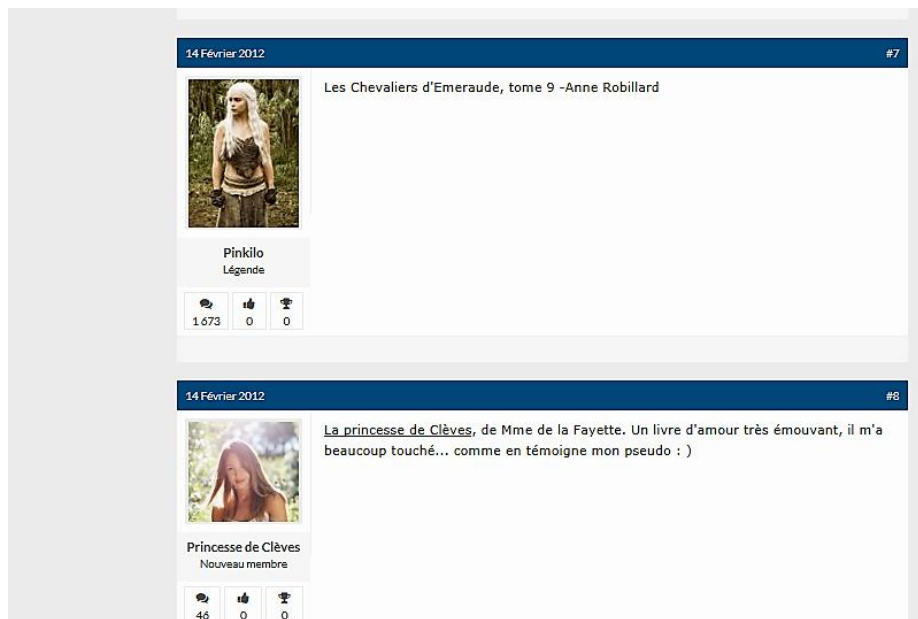 14 Février 2012 #7
Les Chevaliers d'Emeraude, tome 9 -Anne Robillard
Pinkilo
Légende
1 673 0 0
14 Février 2012 #8
La princesse de Clèves, de Mme de la Fayette. Un livre d'amour très émouvant, il m'a
beaucoup touché... comme en témoigne mon pseudo : )
Princesse de Clèves
Nouveau membre
46 0 0